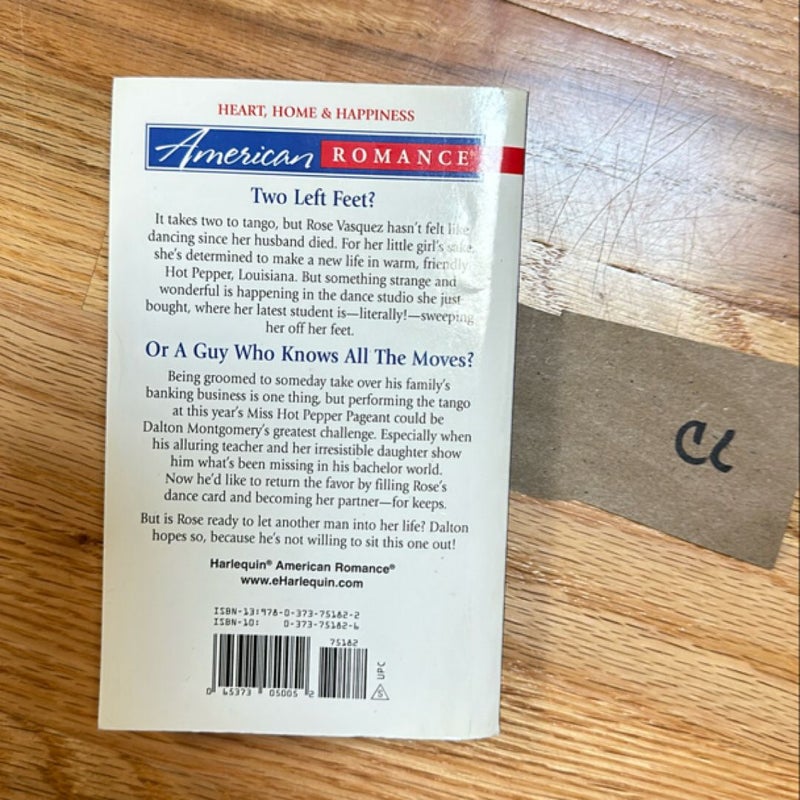 HEART, HOME & HAPPINESS
American ROMANCE®
Two Left Feet?
It takes two to tango, but Rose Vasquez hasn't felt like
dancing since her husband died. For her little girl's sake,
she's determined to make a new life in warm, friendly
Hot Pepper, Louisiana. But something strange and
wonderful is happening in the dance studio she just
bought, where her latest student is—literally!—sweeping
her off her feet.
Or A Guy Who Knows All The Moves?
Being groomed to someday take over his family's
banking business is one thing, but performing the tango
at this year's Miss Hot Pepper Pageant could be
Dalton Montgomery's greatest challenge. Especially when
his alluring teacher and her irresistible daughter show
him what's been missing in his bachelor world.
Now he'd like to return the favor by filling Rose's
dance card and becoming her partner—for keeps.
But is Rose ready to let another man into her life? Dalton
hopes so, because he's not willing to sit this one out!
Harlequin® American Romance®
www.eHarlequin.com
ISBN-13:978-0-373-75182-2
ISBN-10: 0-373-75182-6
75182
0 65373 05005 2
UPC